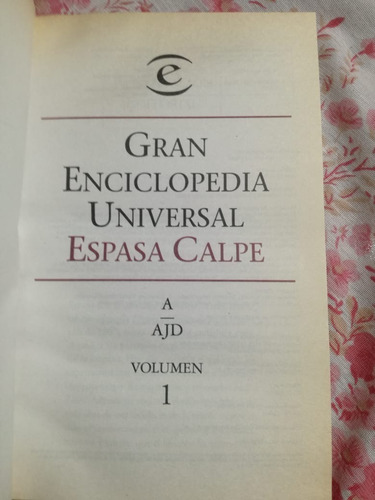 e
GRAN
ENCICLOPEDIA
UNIVERSAL
ESPASA CALPE
A
AJD
VOLUMEN
1